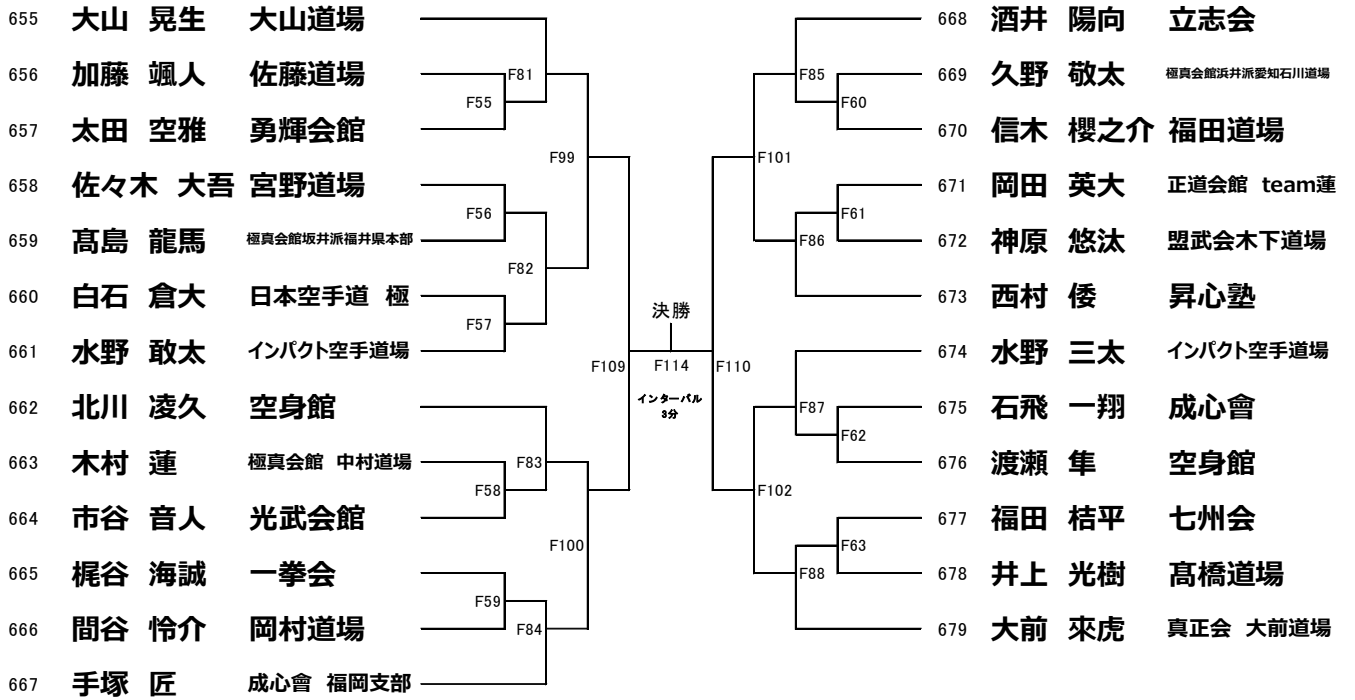 655 大山 晃生 大山道場
656 加藤 颯人 佐藤道場
657 太田 空雅 勇輝会館
658 佐々木 大吾 宮野道場
659 髙島 龍馬 極真会館坂井派福井県本部
660 白石 倉大 日本空手道 極
661 水野 敢太 インパクト空手道場
662 北川 凌久 空身館
663 木村 蓮 極真会館 中村道場
664 市谷 音人 光武会館
665 梶谷 海誠 一拳会
666 間谷 怜介 岡村道場
667 手塚 匠 成心會 福岡支部
F81
F55
F99
F56
F82
F57
F109
F83
F58
F100
F59
F84
決勝
F114
インターバル
3分
F110
F85
F60
F101
F61
F86
F87
F62
F102
F63
F88
668 酒井 陽向 立志会
669 久野 敬太 極真会館浜井派愛知石川道場
670 信木 櫻之介 福田道場
671 岡田 英大 正道会館 team蓮
672 神原 悠汰 盟武会木下道場
673 西村 倭 昇心塾
674 水野 三太 インパクト空手道場
675 石飛 一翔 成心會
676 渡瀬 隼 空身館
677 福田 桔平 七州会
678 井上 光樹 髙橋道場
679 大前 來虎 真正会 大前道場